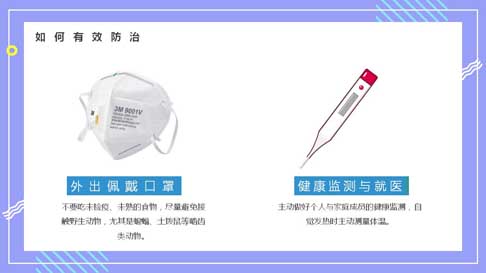 如何有效防治
3M 9001V
外出佩戴口罩
健康监测与就医
不要吃未检疫、未熟的食物，尽量避免接
触野生动物，尤其是蝙蝠、土拨鼠等啮齿
类动物。
主动做好个人与家庭成员的健康监测，自
觉发热时主动测量体温。